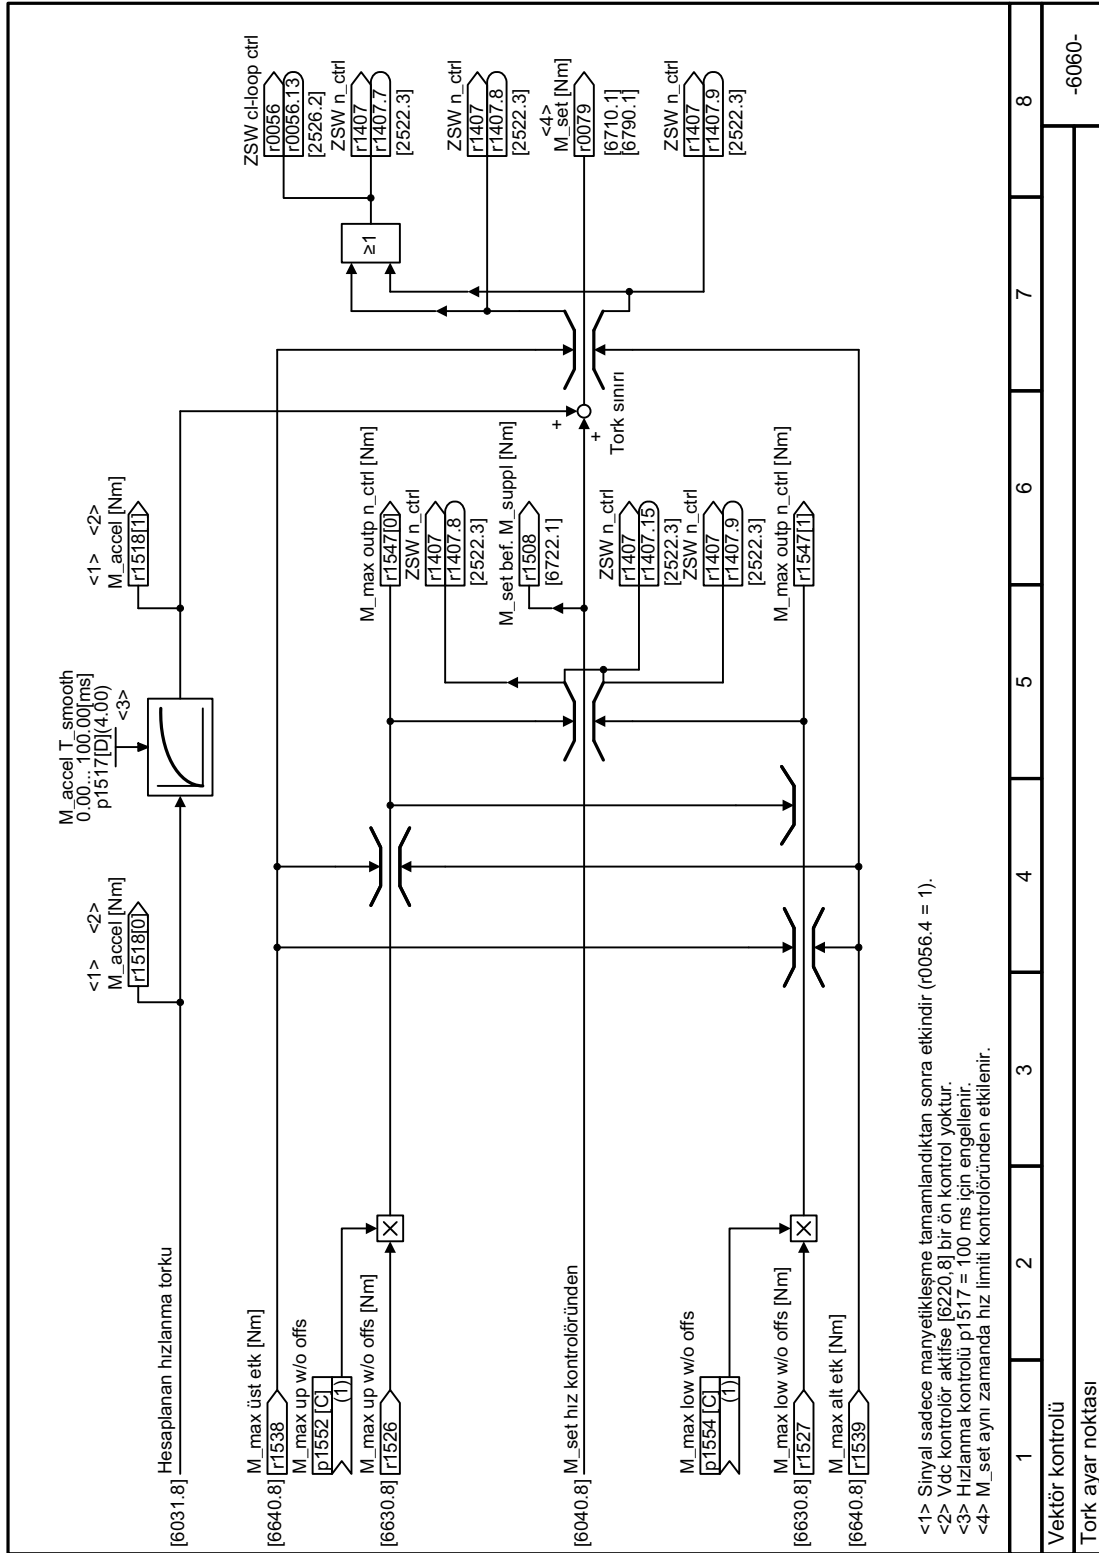 M_accel T_smooth
0.00... 100.00[ms]
p1517[D](4.00)
<3>
<1> <2>
M_accel [Nm]
r1518[0]
<1> <2>
M_accel [Nm]
r1518[1]
[6031.8] Hesaplanan hızlanma torku
ZSW cl-loop ctrl
r0056
r0056.13
[2526.2]
ZSW n_ctrl
r1407
r1407.7
[2522.3]
≥1
M_max üst etk [Nm]
[6640.8] r1538
M_max up w/o offs
p1552 [C]
(1)
M_max up w/o offs [Nm]
[6630.8] r1526
M_max outp n_ctrl [Nm]
r1547[0]
ZSW n_ctrl
r1407
r1407.8
[2522.3]
ZSW n_ctrl
r1407
r1407.8
[2522.3]
M_set bef. M_suppl [Nm]
r1508
[6722.1]
[6040.8] M_set hız kontrolöründen
+
+
Tork sınırı
<4>
M_set [Nm]
r0079
[6710.1]
[6790.1]
ZSW n_ctrl
r1407
r1407.15
[2522.3]
ZSW n_ctrl
r1407
r1407.9
[2522.3]
ZSW n_ctrl
r1407
r1407.9
[2522.3]
M_max low w/o offs
p1554 [C]
(1)
M_max low w/o offs [Nm]
[6630.8] r1527
M_max outp n_ctrl [Nm]
r1547[1]
M_max alt etk [Nm]
[6640.8] r1539
<1> Sinyal sadece manyetikleşme tamamlandıktan sonra etkindir (r0056.4 = 1).
<2> Vdc kontrolör aktifse [6220,8] bir ön kontrol yoktur.
<3> Hızlanma kontrolü p1517 = 100 ms için engellenir.
<4> M_set aynı zamanda hız limiti kontrolöründen etkilenir.
1 2 3 4 5 6 7 8
Vektör kontrolü
Tork ayar noktası
-6060-